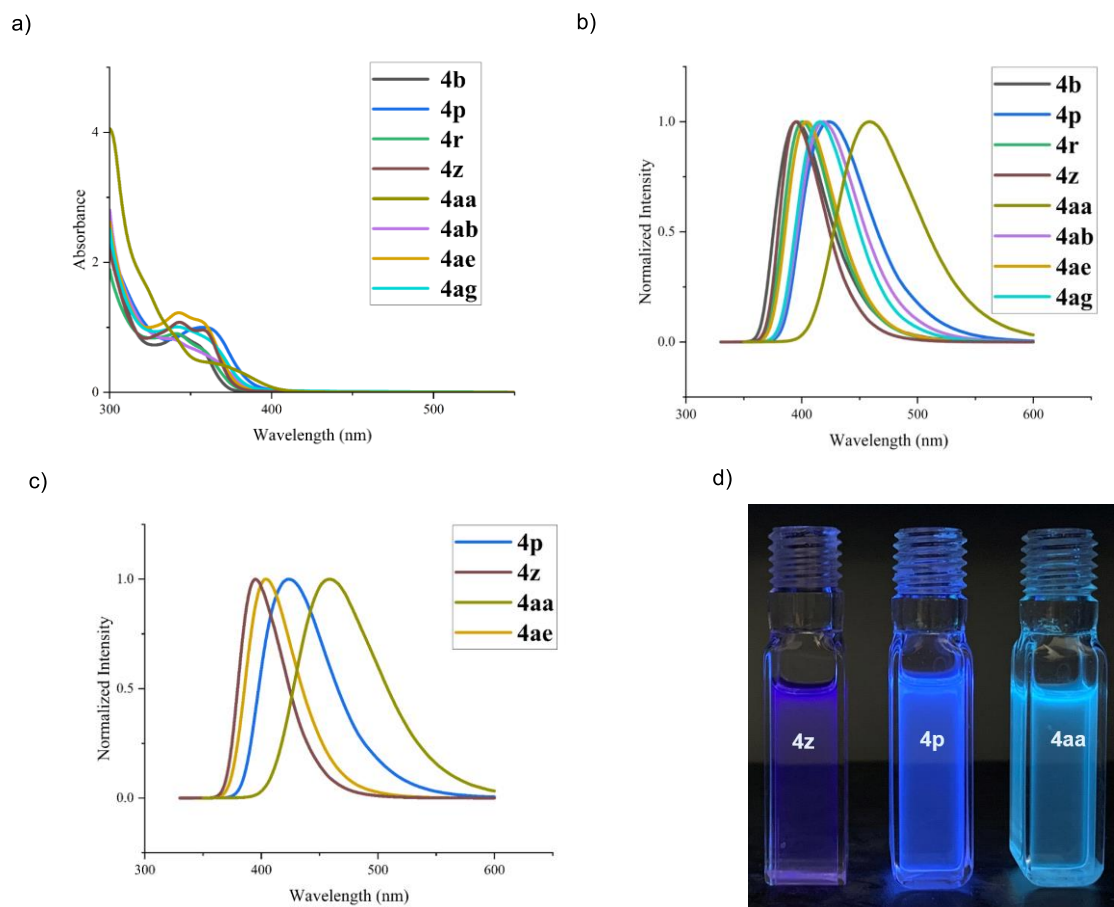 a)
Absorbance
4
2
0
300
400
500
Wavelength (nm)
4b
4p
4r
4z
4aa
4ab
4ae
4ag
b)
Normalized Intensity
1.0
0.5
0.0
300
400
500
600
Wavelength (nm)
4b
4p
4r
4z
4aa
4ab
4ae
4ag
c)
Normalized Intensity
1.0
0.5
0.0
300
400
500
600
Wavelength (nm)
4p
4z
4aa
4ae
d)
4z
4p
4aa